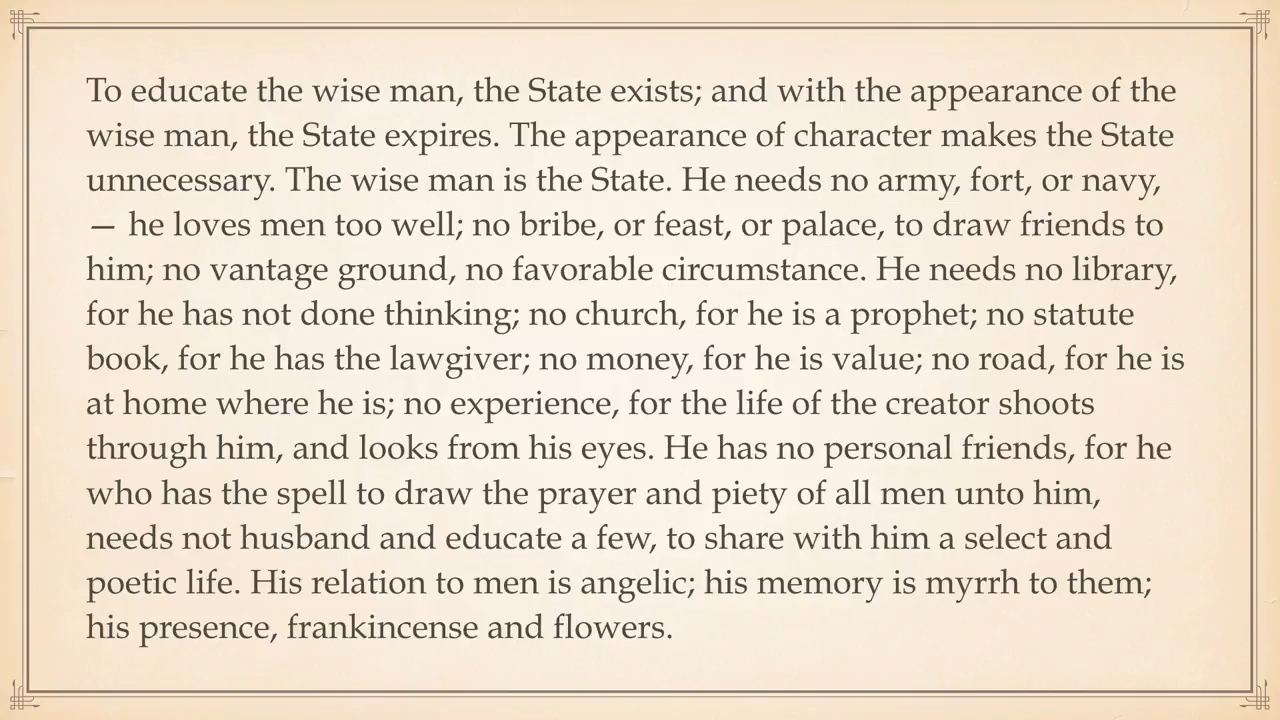 To educate the wise man, the State exists; and with the appearance of the
wise man, the State expires. The appearance of character makes the State
unnecessary. The wise man is the State. He needs no army, fort, or navy,
— he loves men too well; no bribe, or feast, or palace, to draw friends to
him; no vantage ground, no favorable circumstance. He needs no library,
for he has not done thinking; no church, for he is a prophet; no statute
book, for he has the lawgiver; no money, for he is value; no road, for he is
at home where he is; no experience, for the life of the creator shoots
through him, and looks from his eyes. He has no personal friends, for he
who has the spell to draw the prayer and piety of all men unto him,
needs not husband and educate a few, to share with him a select and
poetic life. His relation to men is angelic; his memory is myrrh to them;
his presence, frankincense and flowers.